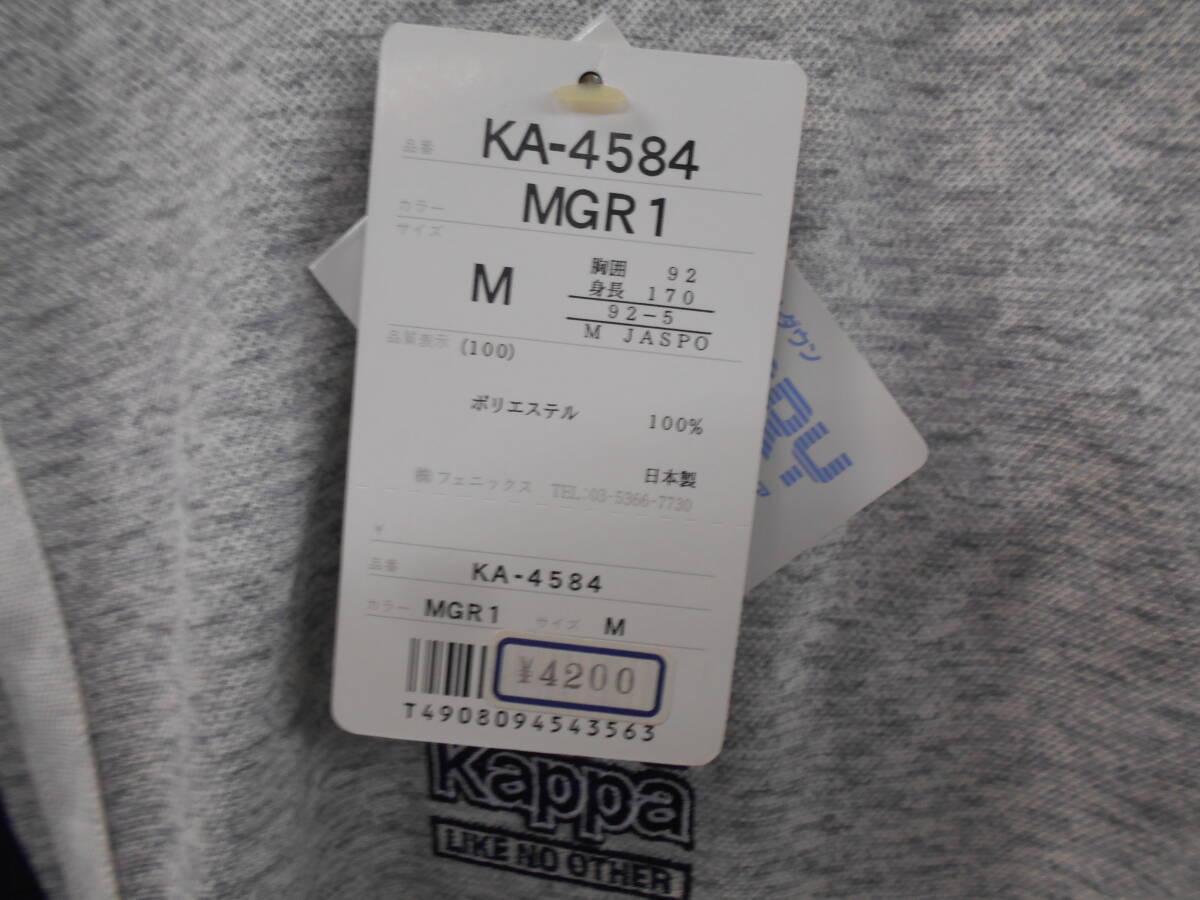 品番 KA-4584
カラー MGR1
サイズ
M
胸囲 92
身長 170
92-5
M JASPO
品質表示 (100)
ポリエステル 100%
日本製
㈱フェニックス TEL:03-5366-7730
¥
品番 KA-4584
カラー MGR1 サイズ M
¥4200
T4908094543563
ダウン
Kappa
LIKE NO OTHER